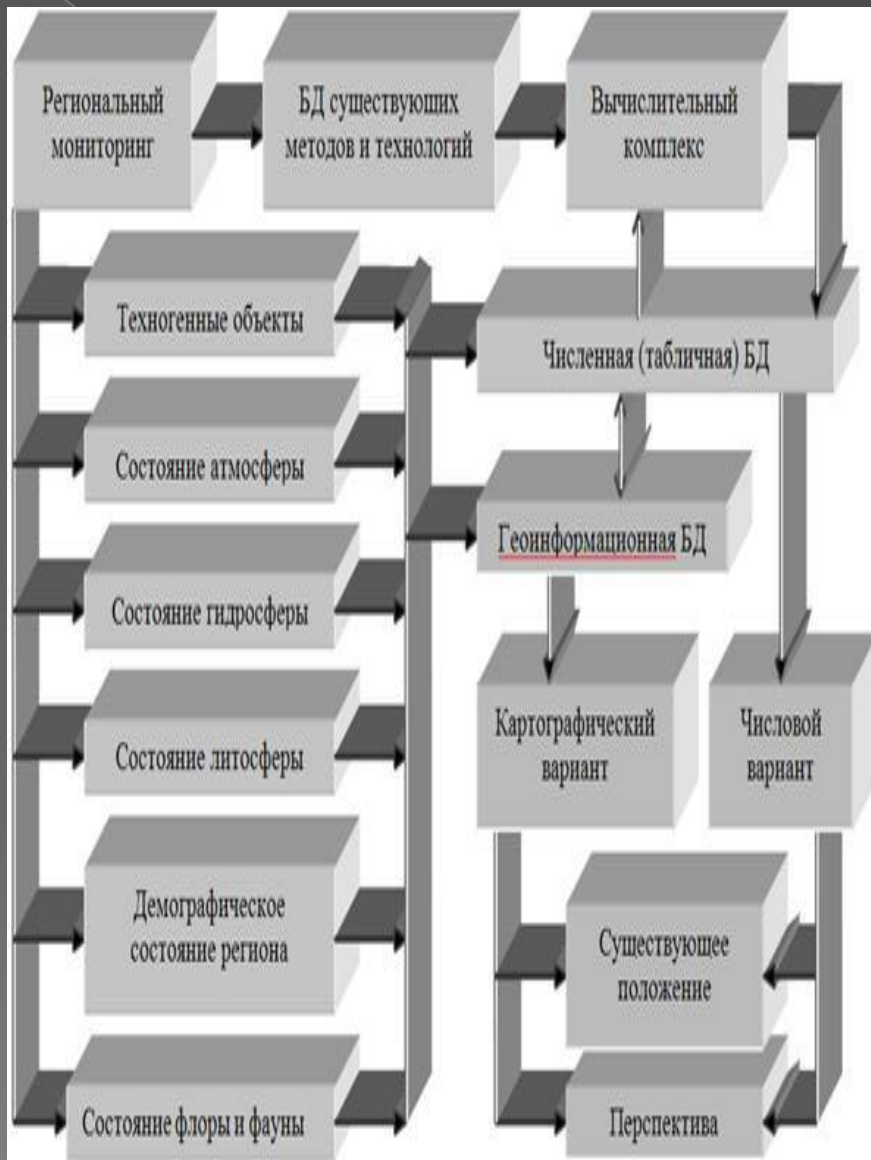 Региональный
мониторинг
БД существующих
методов и технологий
Вычислительный
комплекс
Техногенные объекты
Численная (табличная) БД
Состояние атмосферы
Геоинформационная БД
Состояние гидросферы
Картографический
вариант
Числовой
вариант
Состояние литосферы
Демографическое
состояние региона
Существующее
положение
Состояние флоры и фауны
Перспектива